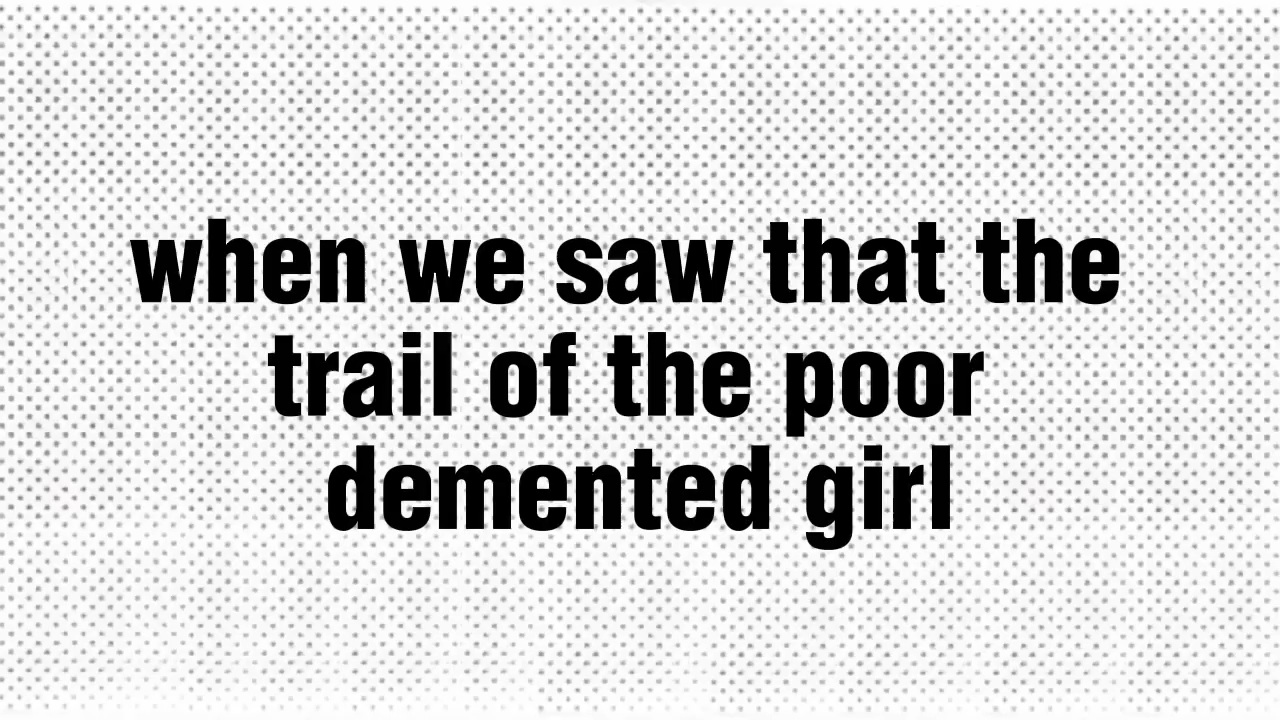 when we saw that the
trail of the poor
demented girl